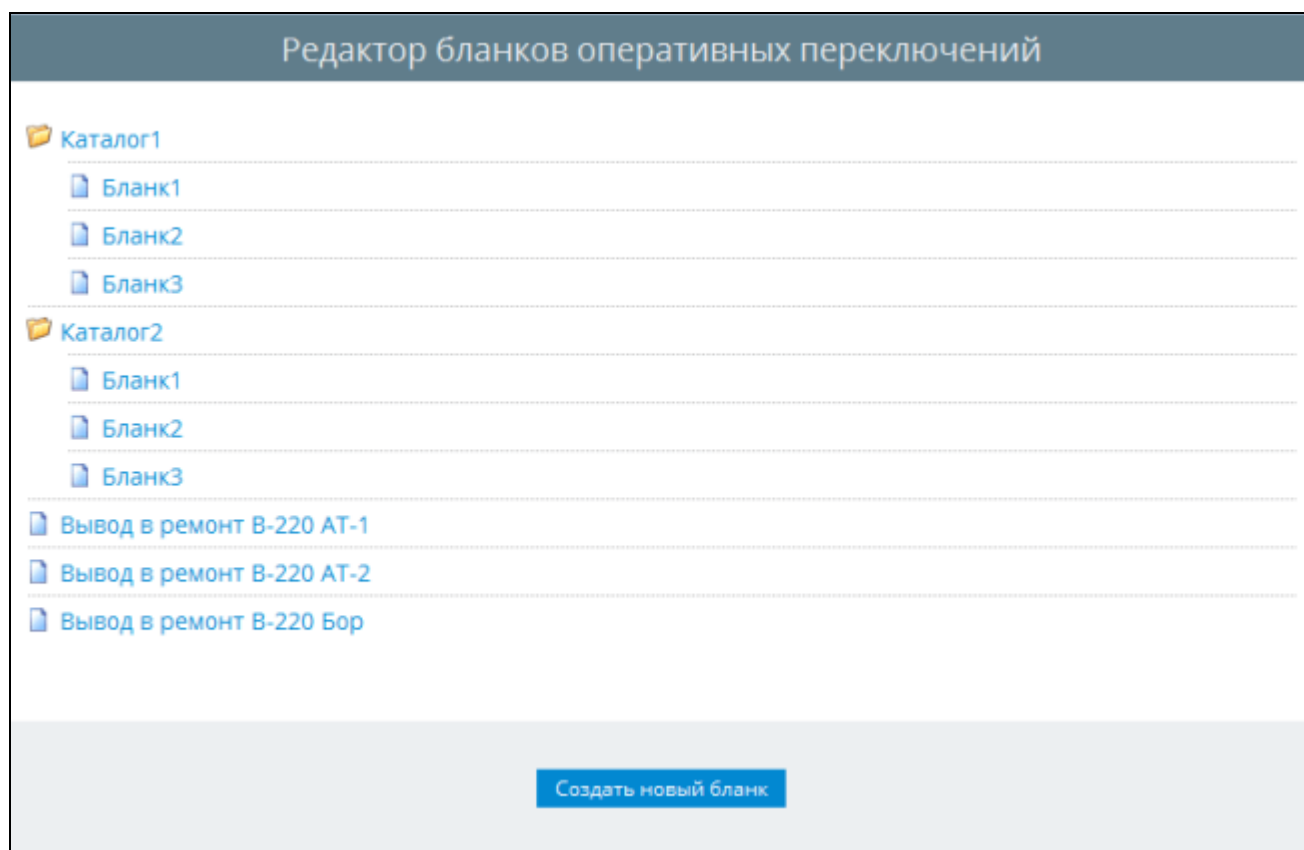 Редактор бланков оперативных переключений
Каталог1
Бланк1
Бланк2
Бланк3
Каталог2
Бланк1
Бланк2
Бланк3
Вывод в ремонт В-220 АТ-1
Вывод в ремонт В-220 АТ-2
Вывод в ремонт В-220 Бор
Создать новый бланк